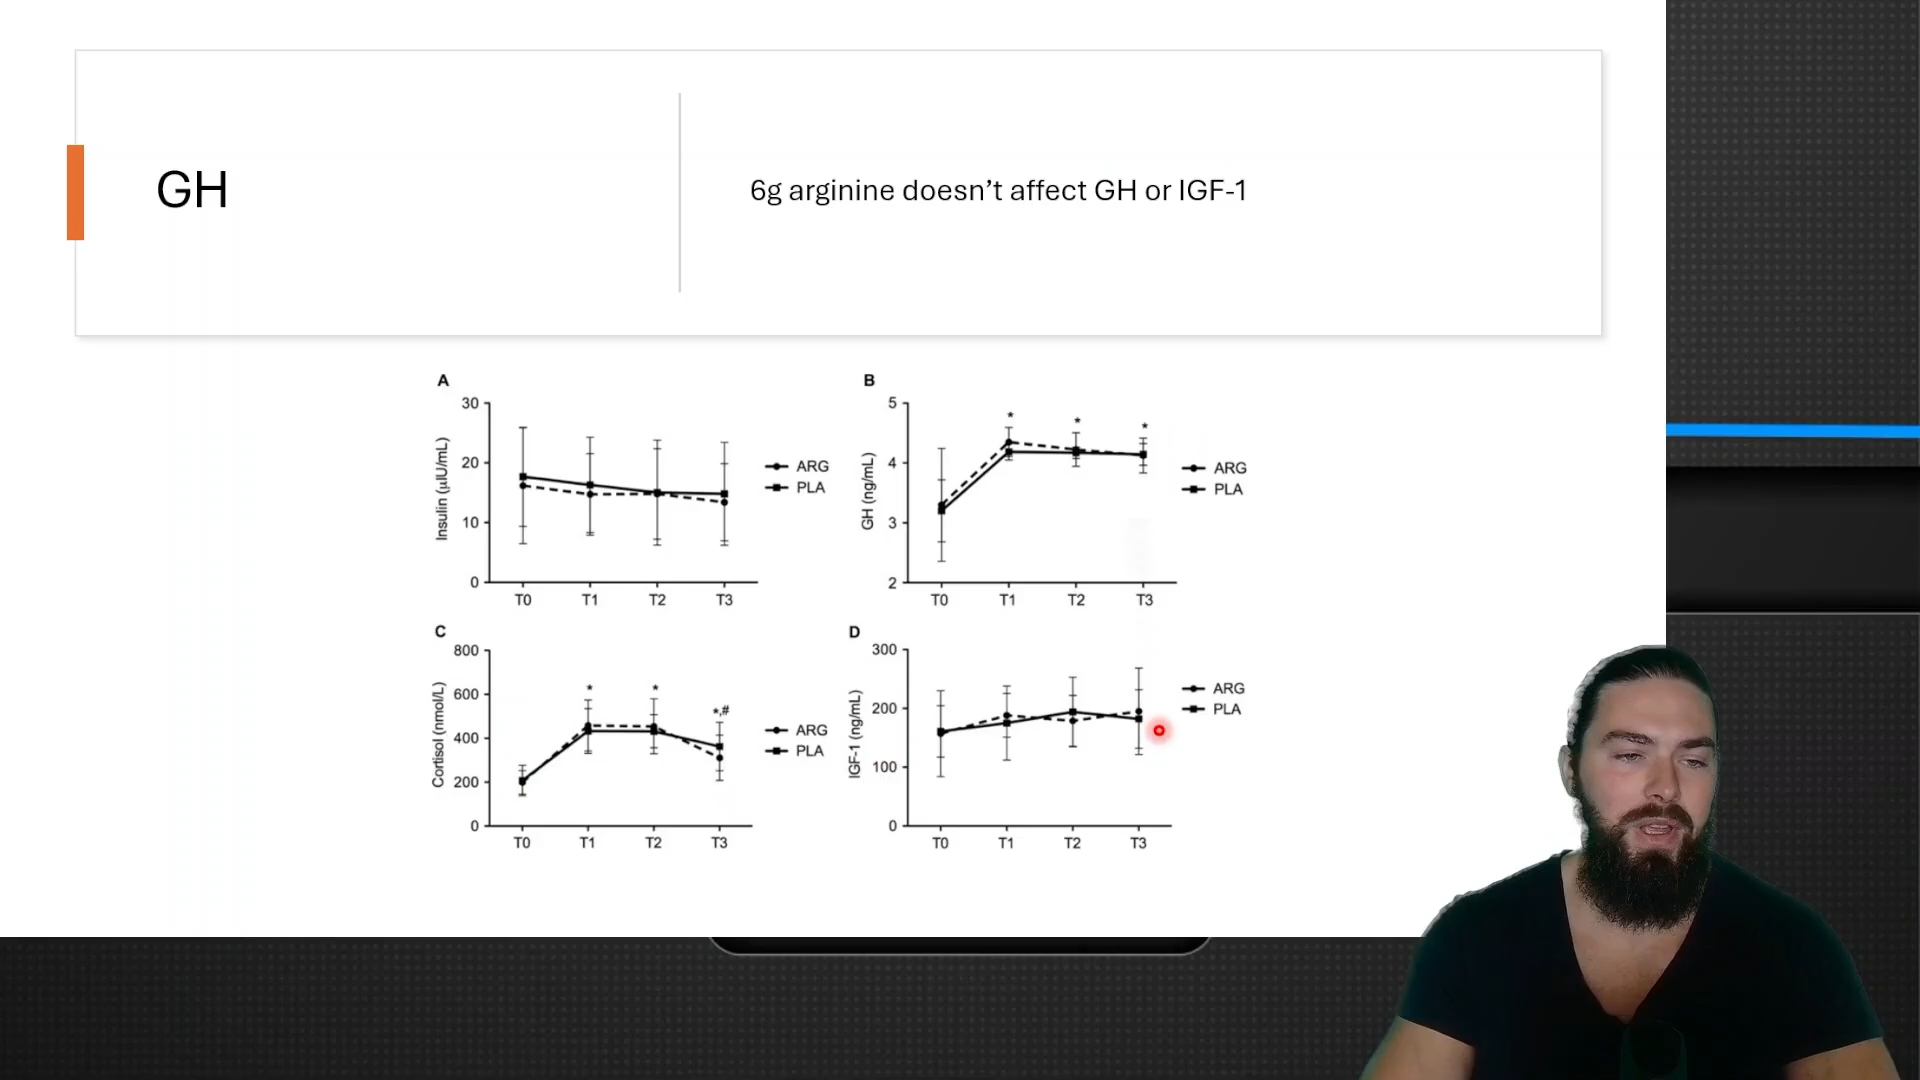 GH
6g arginine doesn’t affect GH or IGF-1
A
30
20
10
0
Insulin (µIU/mL)
T0 T1 T2 T3
ARG
PLA
B
5
4
3
2
GH (ng/mL)
* * *
T0 T1 T2 T3
ARG
PLA
C
800
600
400
200
0
Cortisol (nmol/L)
* * *,#
T0 T1 T2 T3
ARG
PLA
D
300
200
100
0
IGF-1 (ng/mL)
T0 T1 T2 T3
ARG
PLA